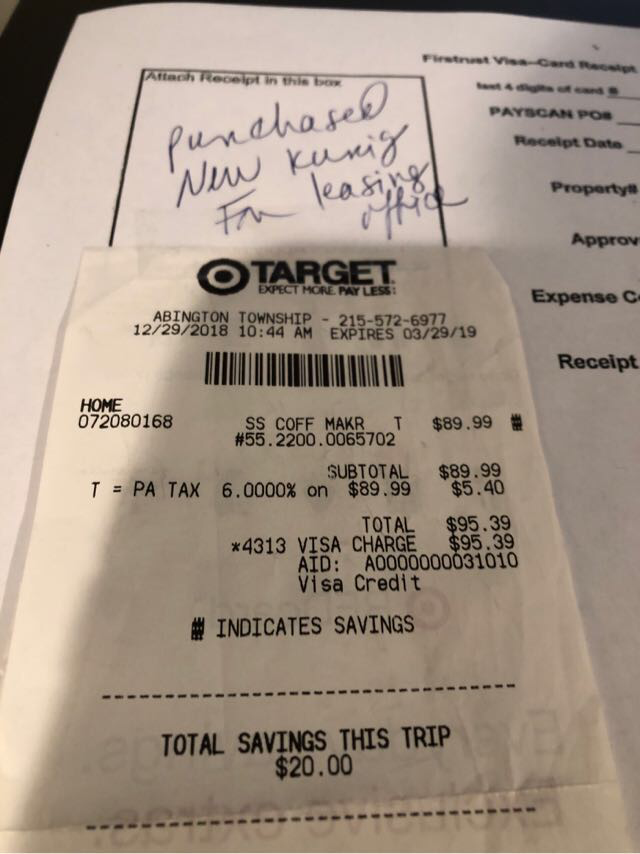 Firstrust Visa-Card Receipt
Attach Receipt in this box
last 4 digits of card #
PAYSCAN PO#
Receipt Date
Property#
Approv
Expense C
Receipt
Purchased
New Kurig
For leasing
office
TARGET
EXPECT MORE. PAY LESS.
ABINGTON TOWNSHIP - 215-572-6977
12/29/2018 10:44 AM EXPIRES 03/29/19
HOME
072080168 SS COFF MAKR T $89.99
#55.2200.0065702
SUBTOTAL $89.99
T = PA TAX 6.0000% on $89.99 $5.40
TOTAL $95.39
*4313 VISA CHARGE $95.39
AID: A0000000031010
Visa Credit
# INDICATES SAVINGS
TOTAL SAVINGS THIS TRIP
$20.00